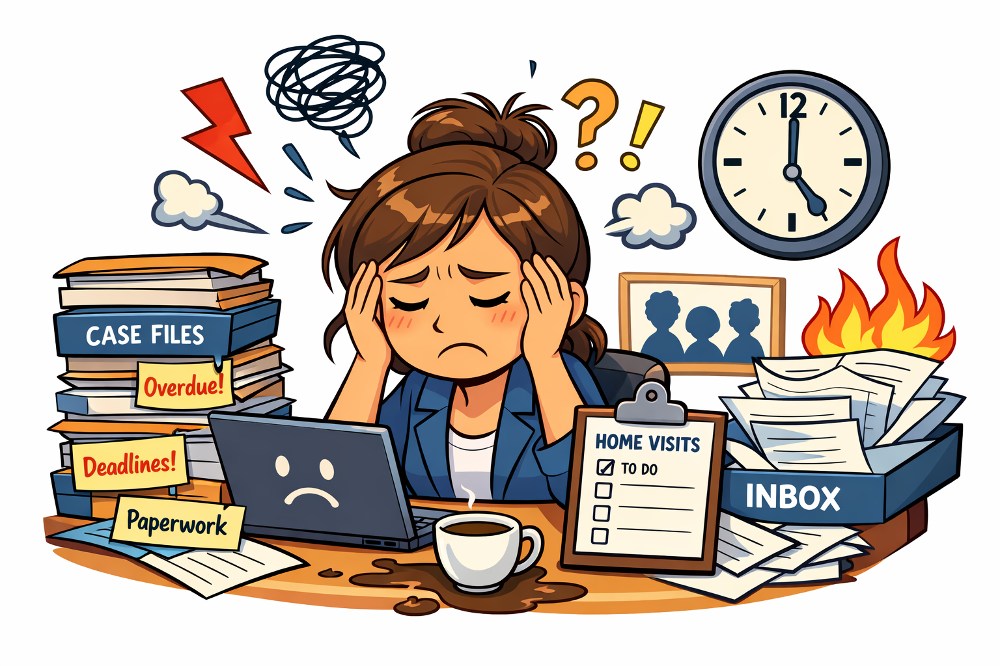 ?!
12
CASE FILES
Overdue!
Deadlines!
Paperwork
HOME VISITS
TO DO
INBOX